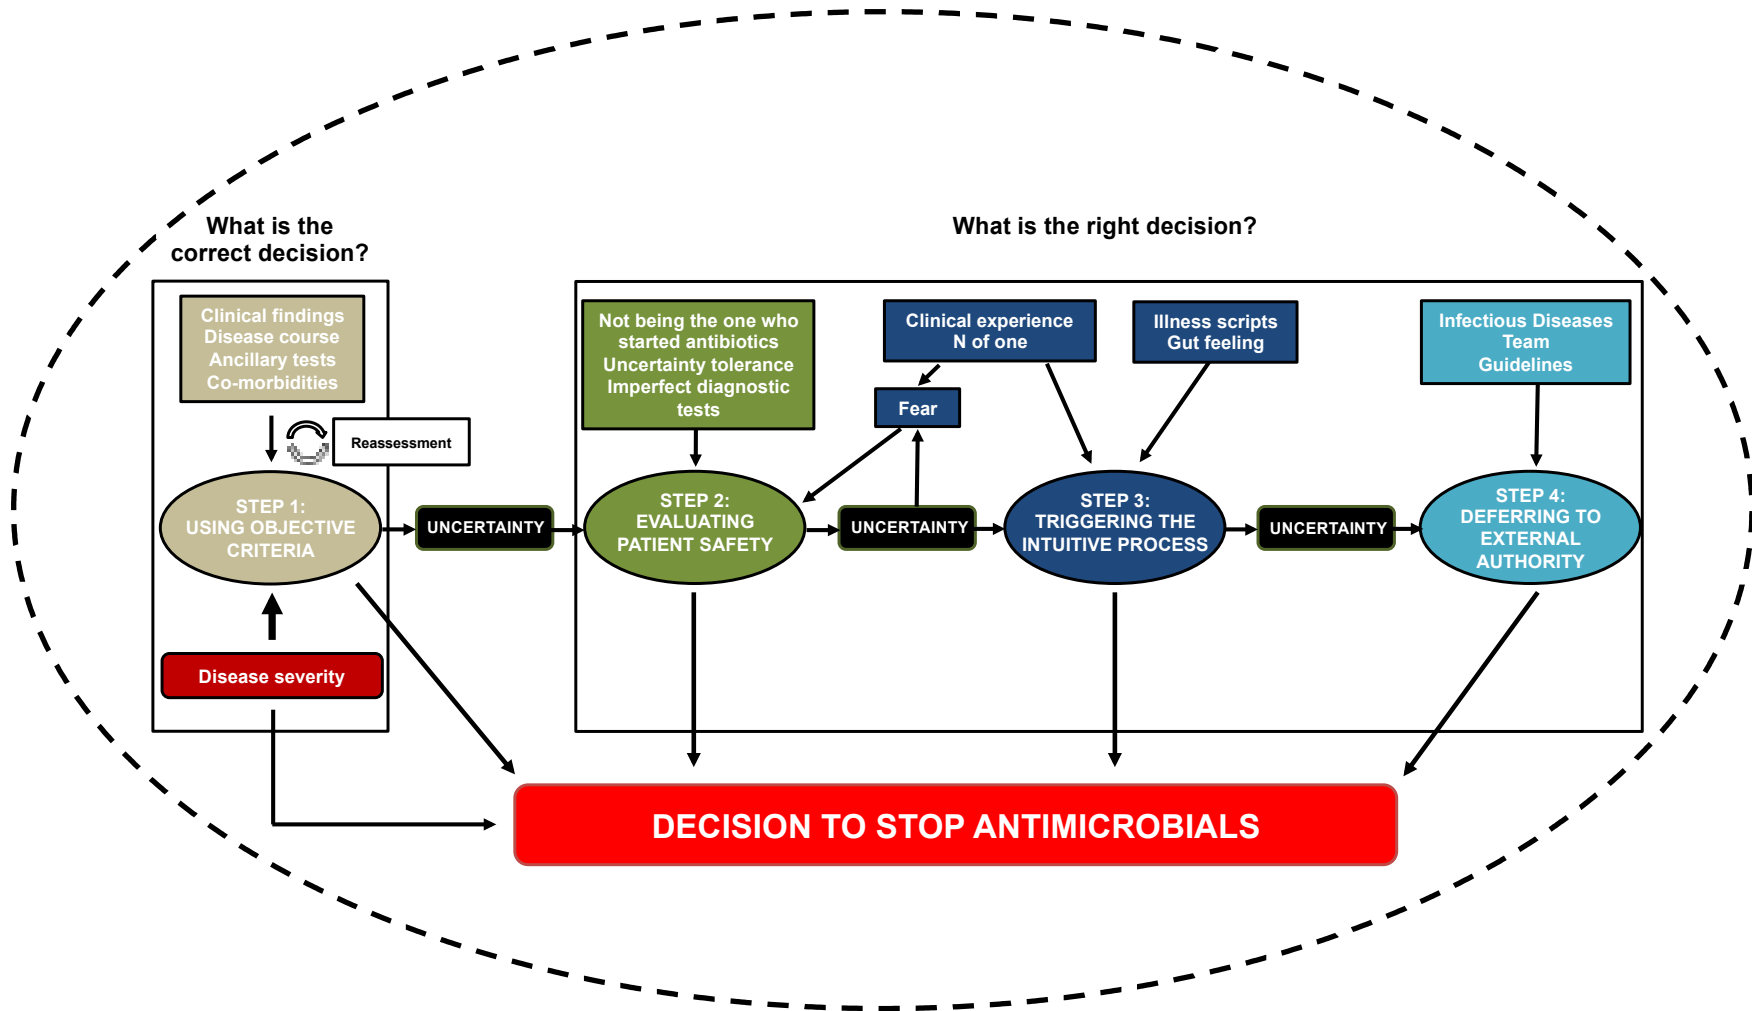 What is the
correct decision?
What is the right decision?
Clinical findings
Disease course
Ancillary tests
Co-morbidities
Reassessment
STEP 1:
USING OBJECTIVE
CRITERIA
Disease severity
UNCERTAINTY
Not being the one who
started antibiotics
Uncertainty tolerance
Imperfect diagnostic
tests
STEP 2:
EVALUATING
PATIENT SAFETY
Clinical experience
N of one
Fear
UNCERTAINTY
Illness scripts
Gut feeling
STEP 3:
TRIGGERING THE
INTUITIVE PROCESS
UNCERTAINTY
Infectious Diseases
Team
Guidelines
STEP 4:
DEFERRING TO
EXTERNAL
AUTHORITY
DECISION TO STOP ANTIMICROBIALS